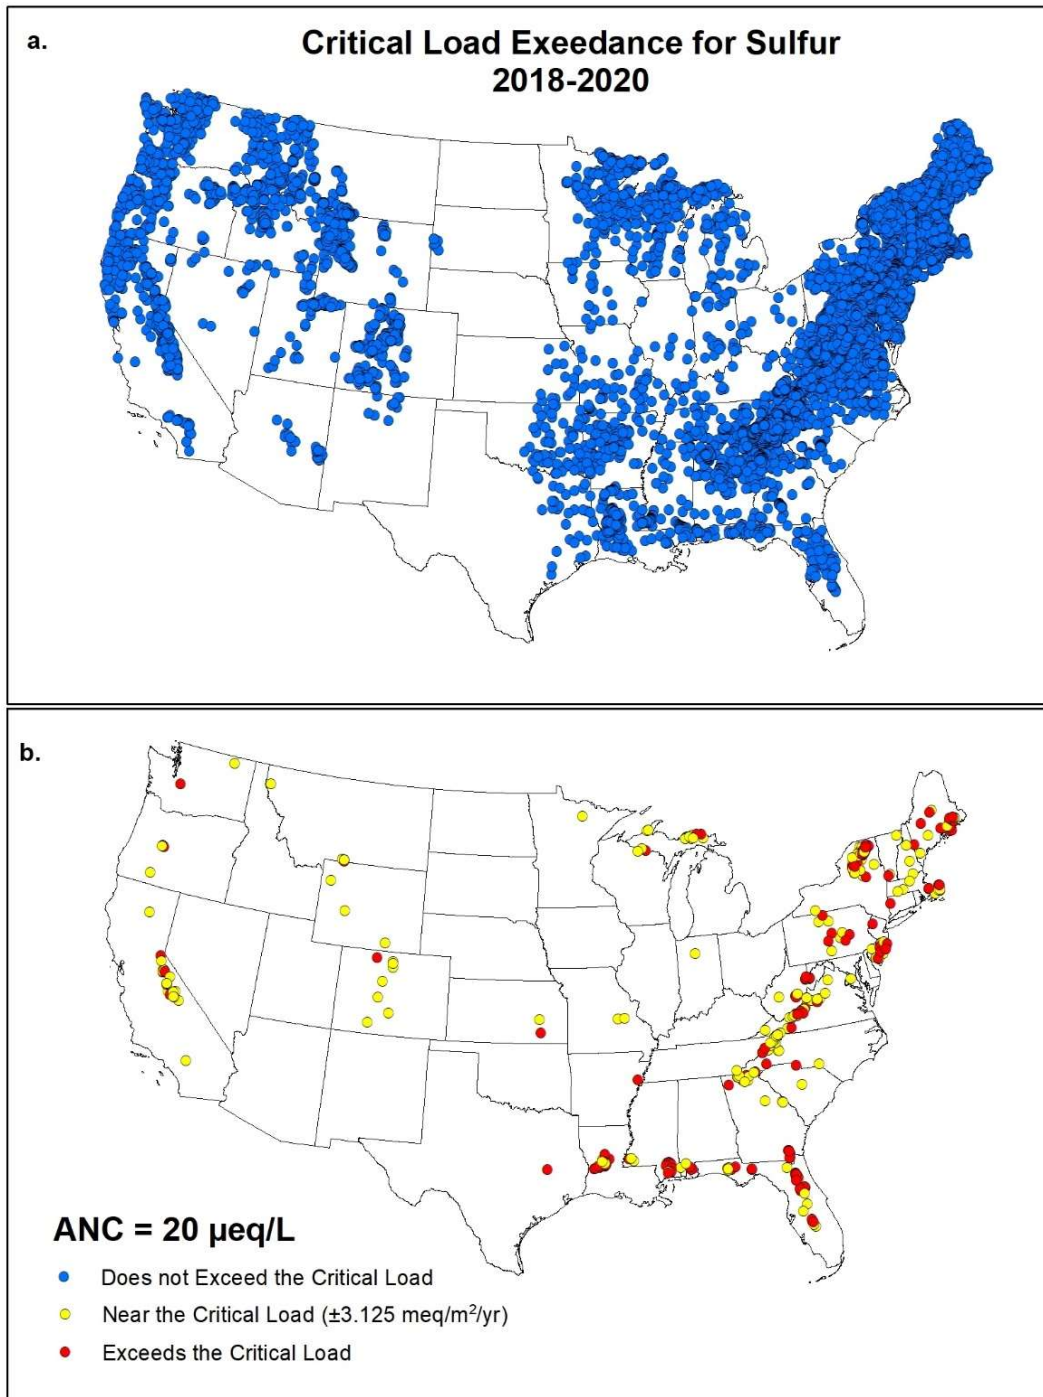 a.
Critical Load Exeedance for Sulfur
2018-2020
b.
ANC = 20 µeq/L
Does not Exceed the Critical Load
Near the Critical Load (±3.125 meq/m²/yr)
Exceeds the Critical Load